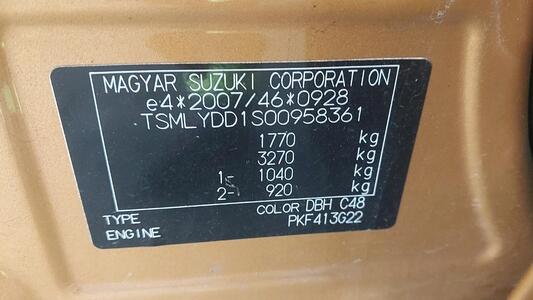 MAGYAR SUZUKI CORPORATION
e4*2007/46*0928
TSMLYDD1S00958361
1770 kg
3270 kg
1- 1040 kg
2- 920 kg
COLOR DBH C48
TYPE PKF413G22
ENGINE